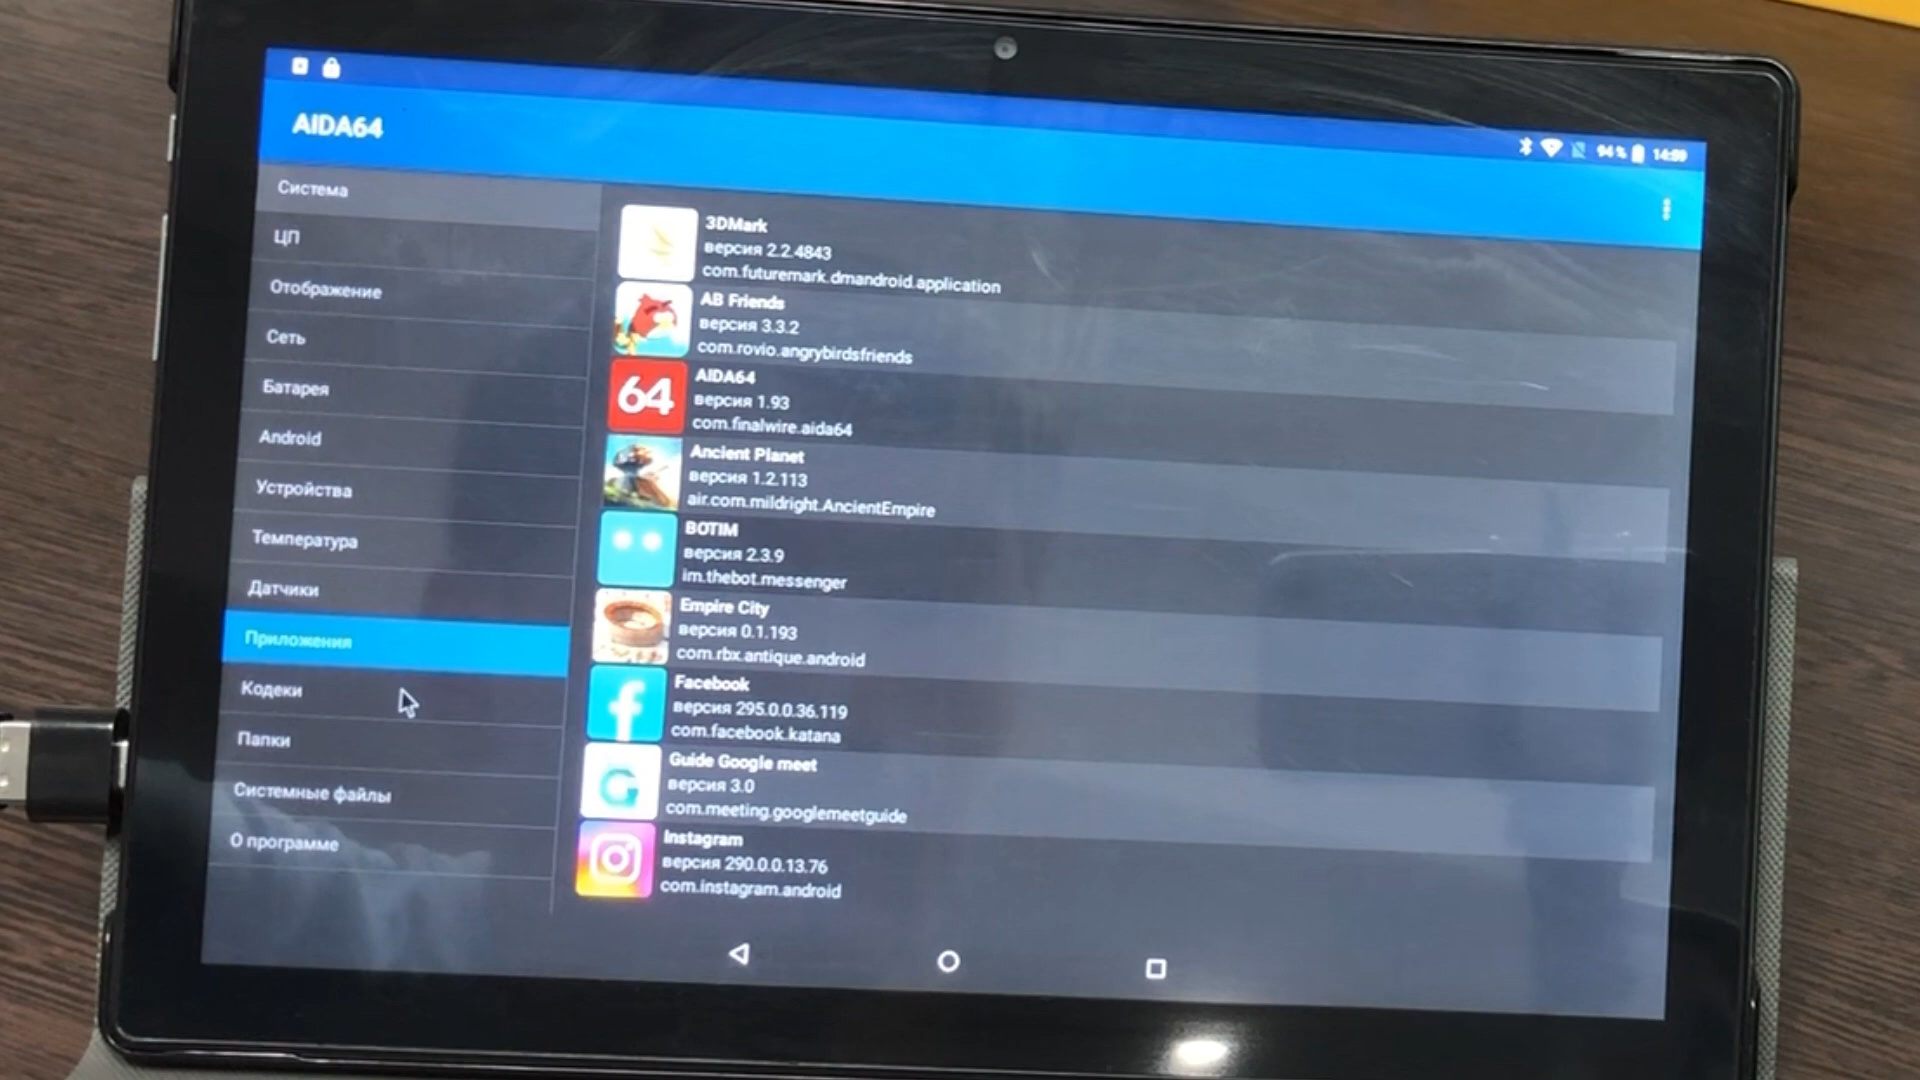 AIDA64
94 %
14:59
Система
ЦП
Отображение
Сеть
Батарея
Android
Устройства
Температура
Датчики
Приложения
Кодеки
Папки
Системные файлы
О программе
3DMark
версия 2.2.4843
com.futuremark.dmandroid.application
AB Friends
версия 3.3.2
com.rovio.angrybirdsfriends
64
AIDA64
версия 1.93
com.finalwire.aida64
Ancient Planet
версия 1.2.113
air.com.mildright.AncientEmpire
BOTIM
версия 2.3.9
im.thebot.messenger
Empire City
версия 0.1.193
com.rbx.antique.android
Facebook
версия 295.0.0.36.119
com.facebook.katana
Guide Google meet
версия 3.0
com.meeting.googlemeetguide
Instagram
версия 290.0.0.13.76
com.instagram.android